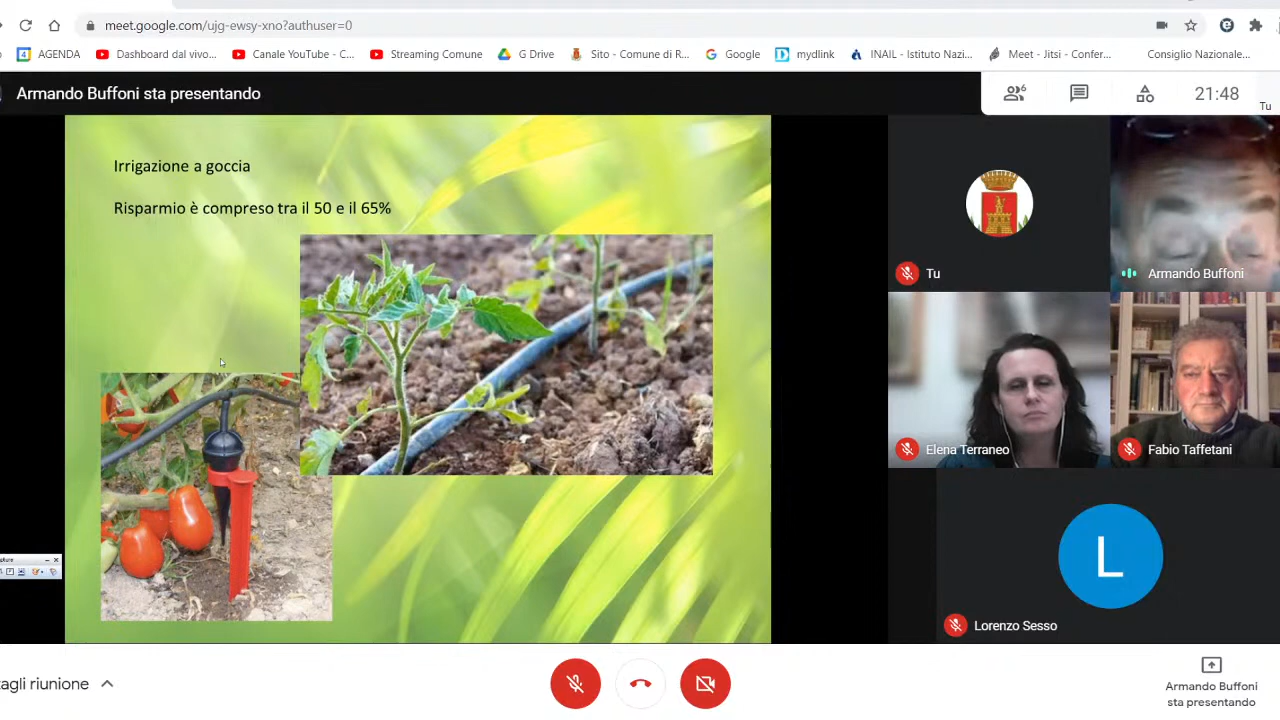 meet.google.com/ujg-ewsy-xno?authuser=0
AGENDA
Dashboard dal vivo...
Canale YouTube - C...
Streaming Comune
G Drive
Sito - Comune di R...
Google
mydlink
INAIL - Istituto Nazi...
Meet - Jitsi - Confer...
Consiglio Nazionale...
Armando Buffoni sta presentando
6
21:48
Tu
Irrigazione a goccia
Risparmio è compreso tra il 50 e il 65%
Tu
Armando Buffoni
Elena Terraneo
Fabio Taffetani
L
Lorenzo Sesso
tagli riunione
Armando Buffoni
sta presentando